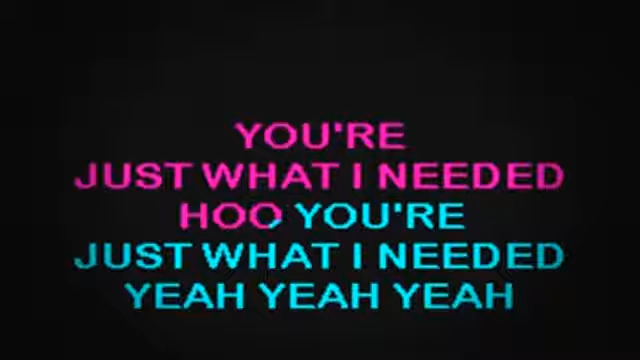 YOU'RE
JUST WHAT I NEEDED
HOO YOU'RE
JUST WHAT I NEEDED
YEAH YEAH YEAH